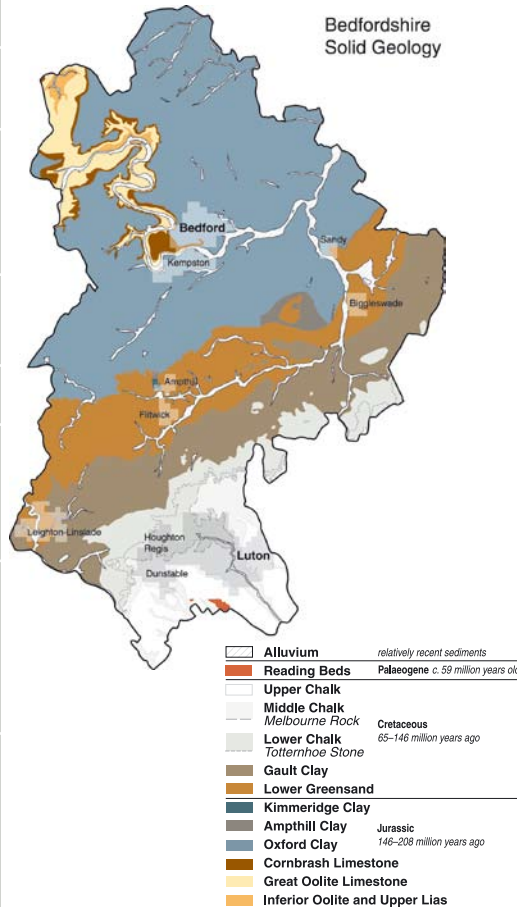 Bedfordshire
Solid Geology
Bedford
Kempston
Sandy
Biggleswade
Ampthill
Flitwick
Leighton-Linslade
Houghton
Regis
Luton
Dunstable
Alluvium relatively recent sediments
Reading Beds Palaeogene c. 59 million years old
Upper Chalk
Middle Chalk
Melbourne Rock
Cretaceous
Lower Chalk 65–146 million years ago
Totternhoe Stone
Gault Clay
Lower Greensand
Kimmeridge Clay
Ampthill Clay Jurassic
Oxford Clay 146–208 million years ago
Cornbrash Limestone
Great Oolite Limestone
Inferior Oolite and Upper Lias